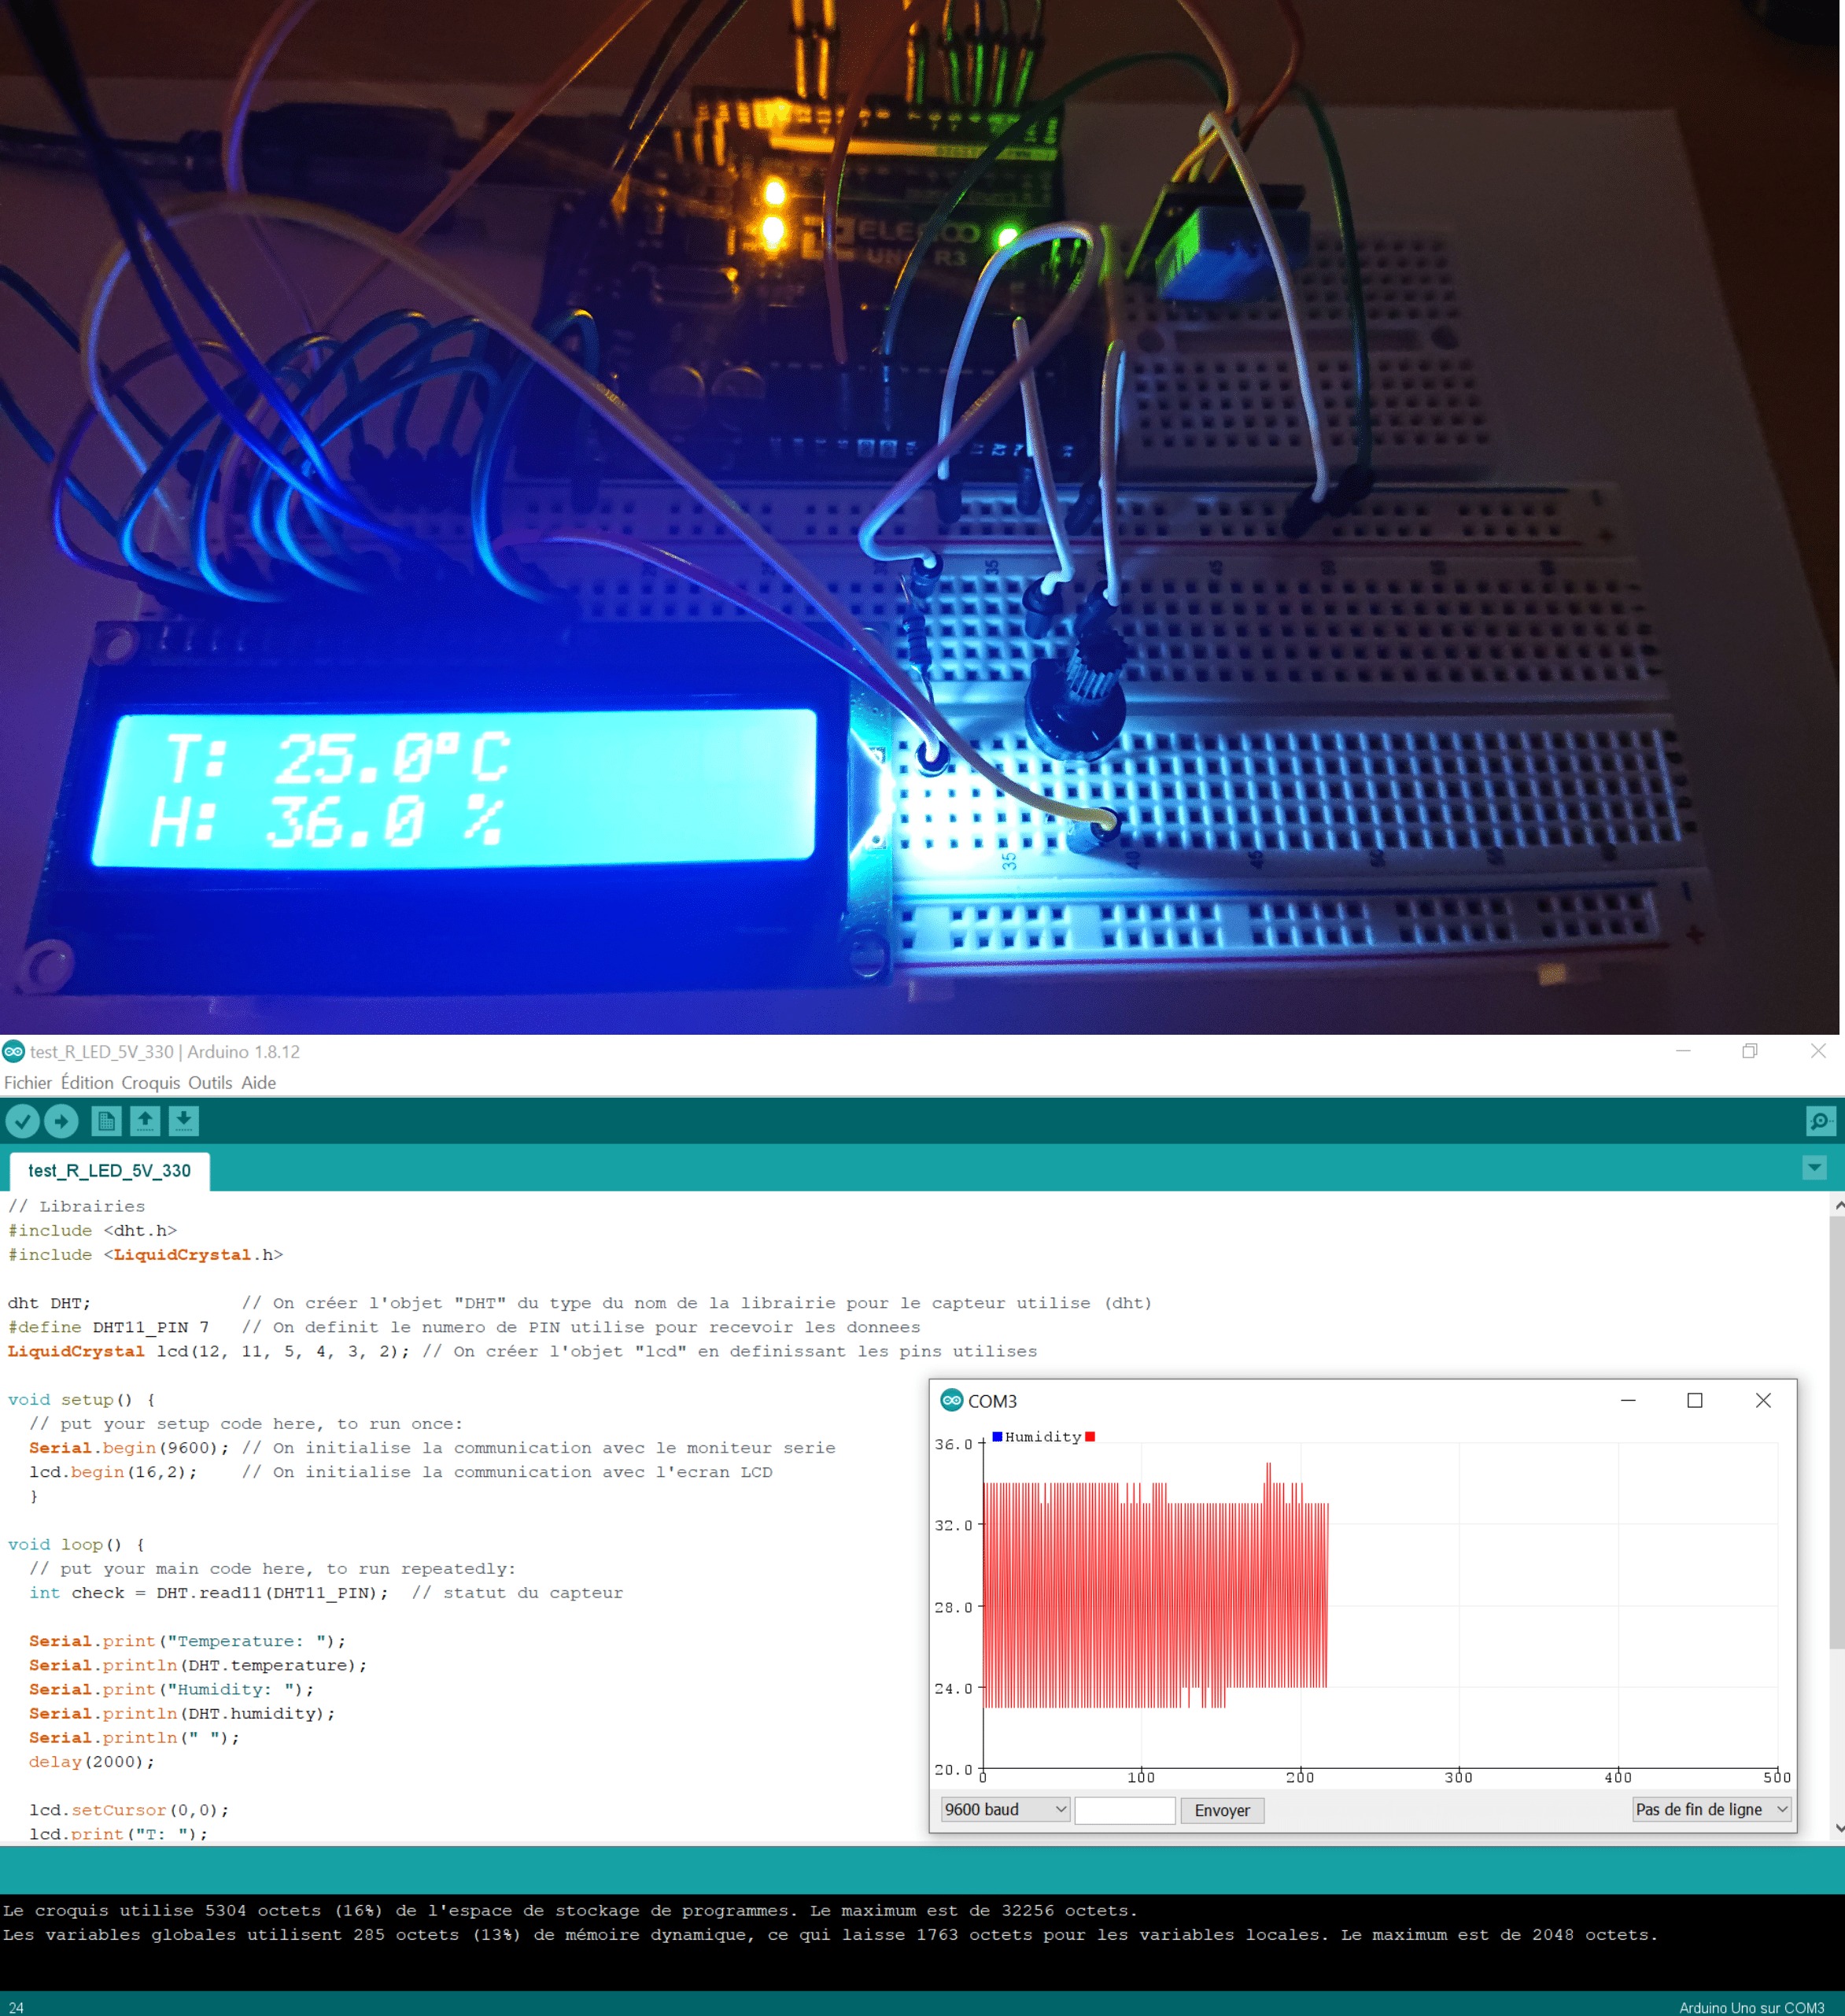 ELEGOO
UNO R3
35
45
50
T: 25.0°C
H: 36.0 %
35
40
45
test_R_LED_5V_330 | Arduino 1.8.12
Fichier Édition Croquis Outils Aide
test_R_LED_5V_330
// Librairies
#include <dht.h>
#include <LiquidCrystal.h>
dht DHT; // On créer l'objet "DHT" du type du nom de la librairie pour le capteur utilise (dht)
#define DHT11_PIN 7 // On definit le numero de PIN utilise pour recevoir les donnees
LiquidCrystal lcd(12, 11, 5, 4, 3, 2); // On créer l'objet "lcd" en definissant les pins utilises
void setup() {
// put your setup code here, to run once:
Serial.begin(9600); // On initialise la communication avec le moniteur serie
lcd.begin(16,2); // On initialise la communication avec l'ecran LCD
}
void loop() {
// put your main code here, to run repeatedly:
int check = DHT.read11(DHT11_PIN); // statut du capteur
Serial.print("Temperature: ");
Serial.println(DHT.temperature);
Serial.print("Humidity: ");
Serial.println(DHT.humidity);
Serial.println(" ");
delay(2000);
lcd.setCursor(0,0);
lcd.print("T: ");
COM3
Humidity
36.0
32.0
28.0
24.0
20.0
0 100 200 300 400 500
9600 baud Envoyer Pas de fin de ligne
Le croquis utilise 5304 octets (16%) de l'espace de stockage de programmes. Le maximum est de 32256 octets.
Les variables globales utilisent 285 octets (13%) de mémoire dynamique, ce qui laisse 1763 octets pour les variables locales. Le maximum est de 2048 octets.
24 Arduino Uno sur COM3